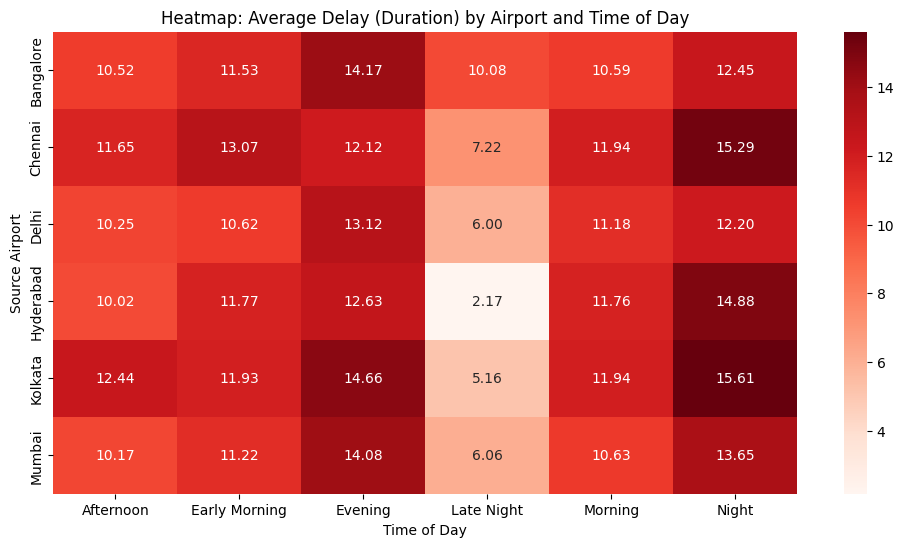 Heatmap: Average Delay (Duration) by Airport and Time of Day
Source Airport
Bangalore 10.52 11.53 14.17 10.08 10.59 12.45
Chennai 11.65 13.07 12.12 7.22 11.94 15.29
Delhi 10.25 10.62 13.12 6.00 11.18 12.20
Hyderabad 10.02 11.77 12.63 2.17 11.76 14.88
Kolkata 12.44 11.93 14.66 5.16 11.94 15.61
Mumbai 10.17 11.22 14.08 6.06 10.63 13.65
Afternoon Early Morning Evening Late Night Morning Night
Time of Day
14
12
10
8
6
4